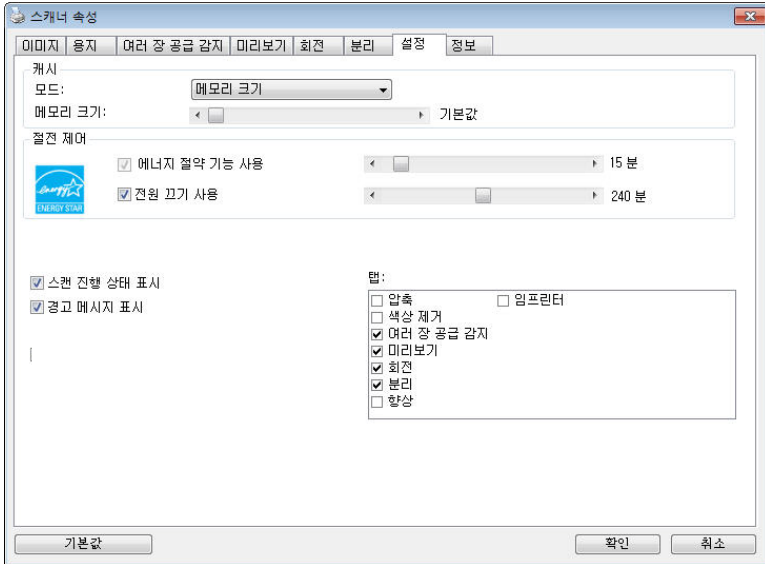 스캐너 속성
이미지 용지 여러 장 공급 감지 미리보기 회전 분리 설정 정보
캐시
모드: 메모리 크기
메모리 크기: 기본값
절전 제어
에너지 절약 기능 사용 15 분
전원 끄기 사용 240 분
energy
ENERGY STAR
스캔 진행 상태 표시
경고 메시지 표시
탭:
압축 임프린터
색상 제거
여러 장 공급 감지
미리보기
회전
분리
향상
기본값 확인 취소